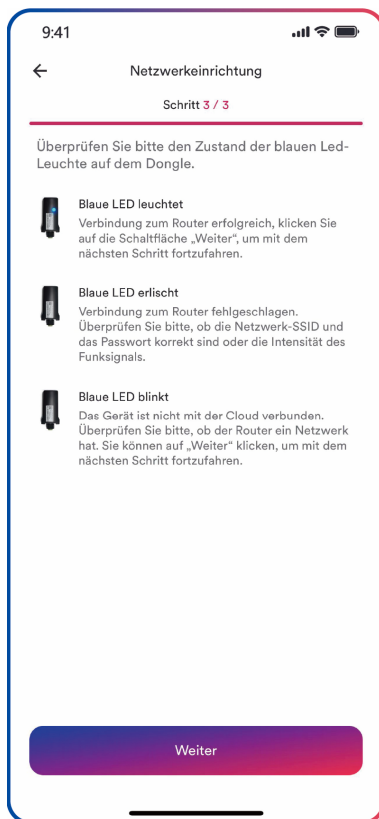 9:41
Netzwerkeinrichtung
Schritt 3 / 3
Überprüfen Sie bitte den Zustand der blauen Led-
Leuchte auf dem Dongle.
Blaue LED leuchtet
Verbindung zum Router erfolgreich, klicken Sie
auf die Schaltfläche „Weiter“, um mit dem
nächsten Schritt fortzufahren.
Blaue LED erlischt
Verbindung zum Router fehlgeschlagen.
Überprüfen Sie bitte, ob die Netzwerk-SSID und
das Passwort korrekt sind oder die Intensität des
Funksignals.
Blaue LED blinkt
Das Gerät ist nicht mit der Cloud verbunden.
Überprüfen Sie bitte, ob der Router ein Netzwerk
hat. Sie können auf „Weiter“ klicken, um mit dem
nächsten Schritt fortzufahren.
Weiter